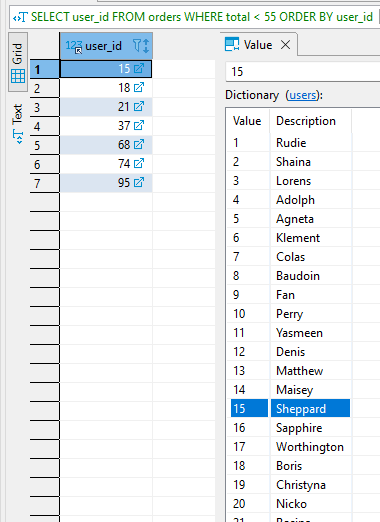 SELECT user_id FROM orders WHERE total < 55 ORDER BY user_id
Grid
Text
123 user_id
1 15
2 18
3 21
4 37
5 68
6 74
7 95
Value
15
Dictionary (users):
Value Description
1 Rudie
2 Shaina
3 Lorens
4 Adolph
5 Agneta
6 Klement
7 Colas
8 Baudoin
9 Fan
10 Perry
11 Yasmeen
12 Denis
13 Matthew
14 Maisey
15 Sheppard
16 Sapphire
17 Worthington
18 Boris
19 Christyna
20 Nicko